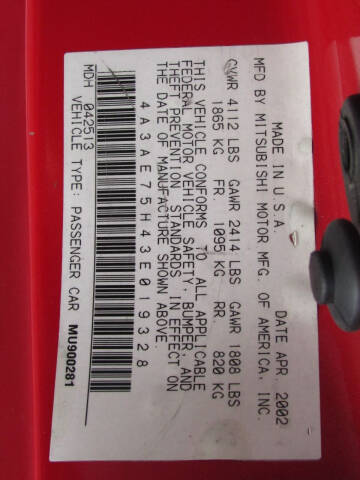 MADE IN U.S.A. DATE APR 2002
MFD BY MITSUBISHI MOTOR MFG. OF AMERICA, INC.
GVWR 4112 LBS GAWR 2414 LBS GAWR 1808 LBS
1865 KG FR. 1095 KG RR. 820 KG
THIS VEHICLE CONFORMS TO ALL APPLICABLE
FEDERAL MOTOR VEHICLE SAFETY, BUMPER, AND
THEFT PREVENTION STANDARDS IN EFFECT ON
THE DATE OF MANUFACTURE SHOWN ABOVE.
4A3AE75H43E019328
MDH 042513 VEHICLE TYPE: PASSENGER CAR MU900281